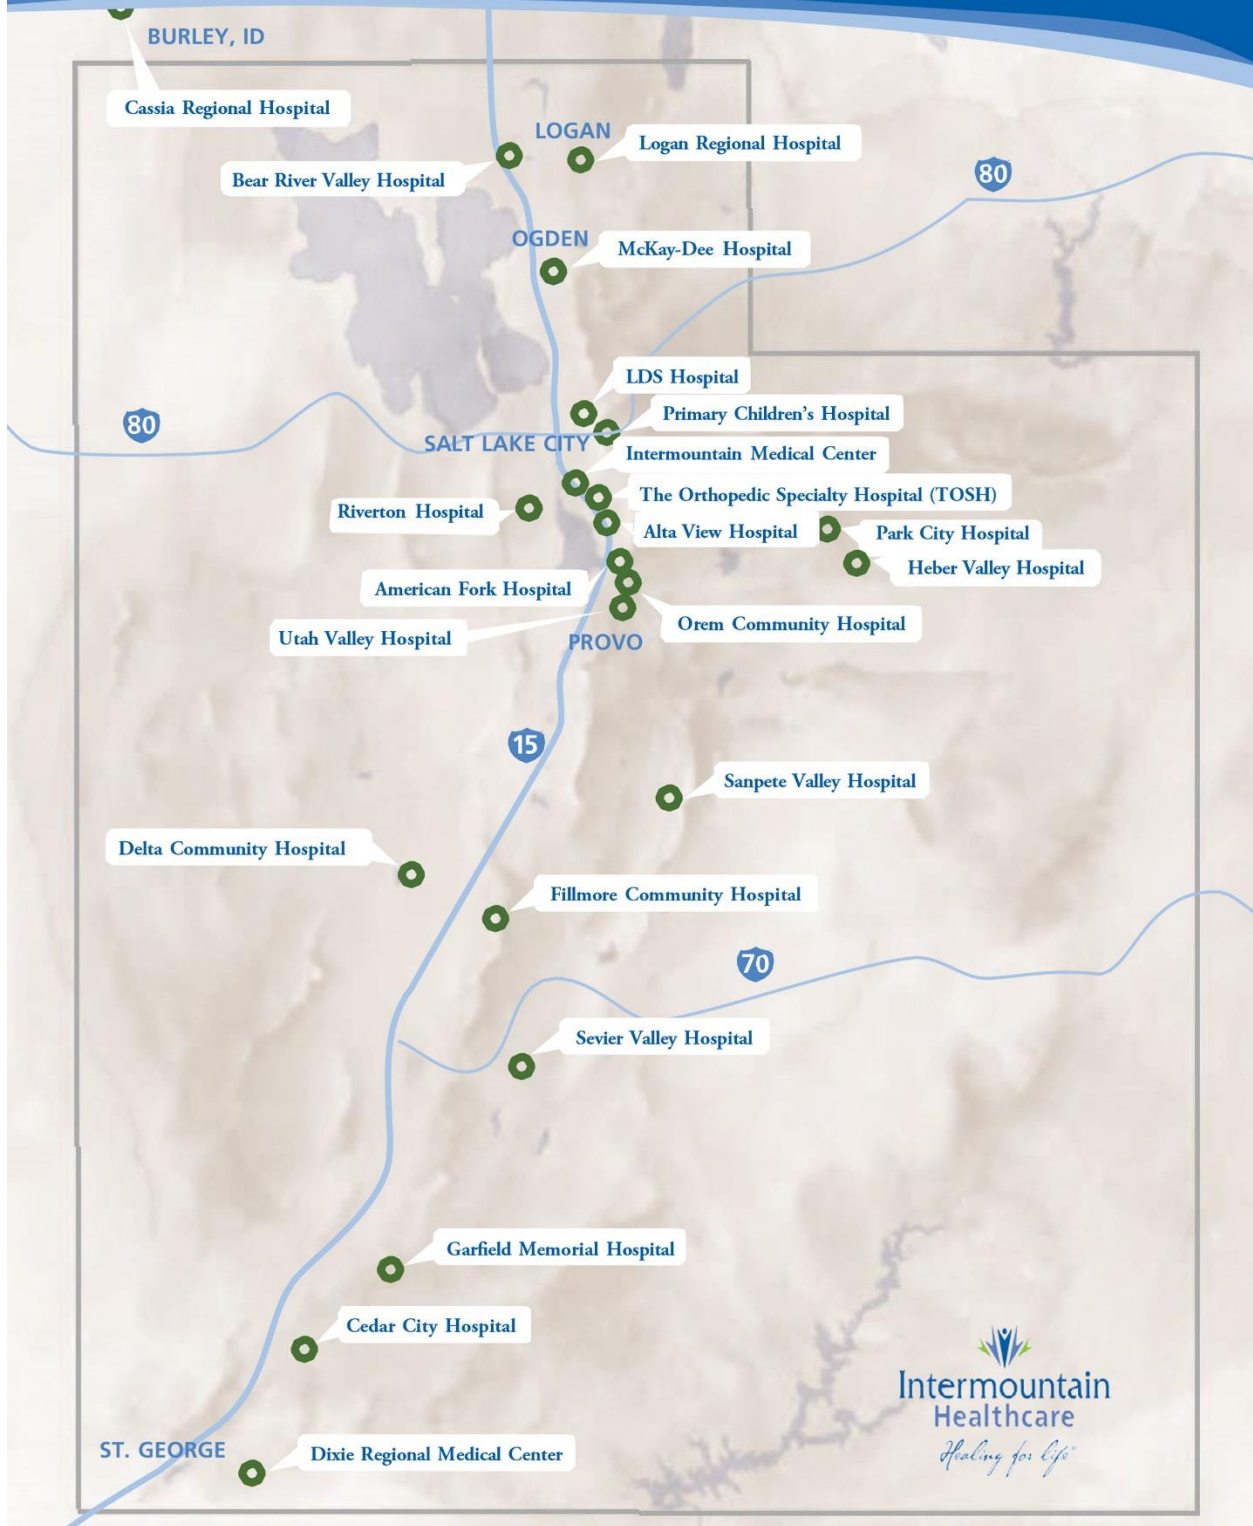 BURLEY, ID
Cassia Regional Hospital
LOGAN
Logan Regional Hospital
Bear River Valley Hospital
80
OGDEN
McKay-Dee Hospital
LDS Hospital
Primary Children's Hospital
80
SALT LAKE CITY
Intermountain Medical Center
The Orthopedic Specialty Hospital (TOSH)
Riverton Hospital
Alta View Hospital
Park City Hospital
Heber Valley Hospital
American Fork Hospital
Orem Community Hospital
Utah Valley Hospital
PROVO
15
Sanpete Valley Hospital
Delta Community Hospital
Fillmore Community Hospital
70
Sevier Valley Hospital
Garfield Memorial Hospital
Cedar City Hospital
Intermountain
Healthcare
Healing for life
ST. GEORGE
Dixie Regional Medical Center